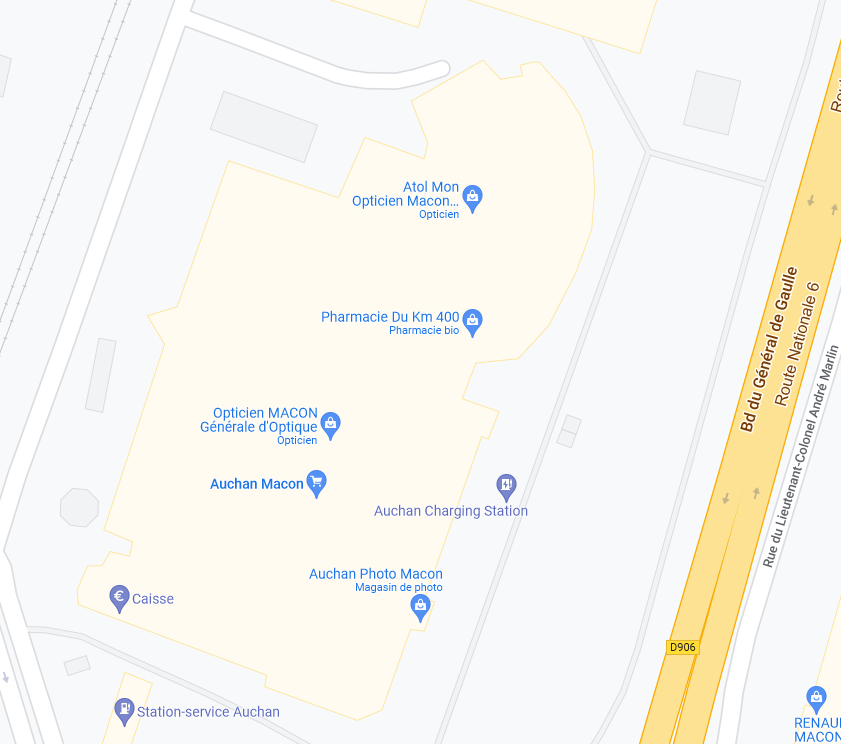 Atol Mon
Opticien Macon...
Opticien
Pharmacie Du Km 400
Pharmacie bio
Bd du Général de Gaulle
Route Nationale 6
Rue du Lieutenant-Colonel André Marlin
Opticien MACON
Générale d'Optique
Opticien
Auchan Macon
Auchan Charging Station
Auchan Photo Macon
Magasin de photo
Caisse
D906
Station-service Auchan